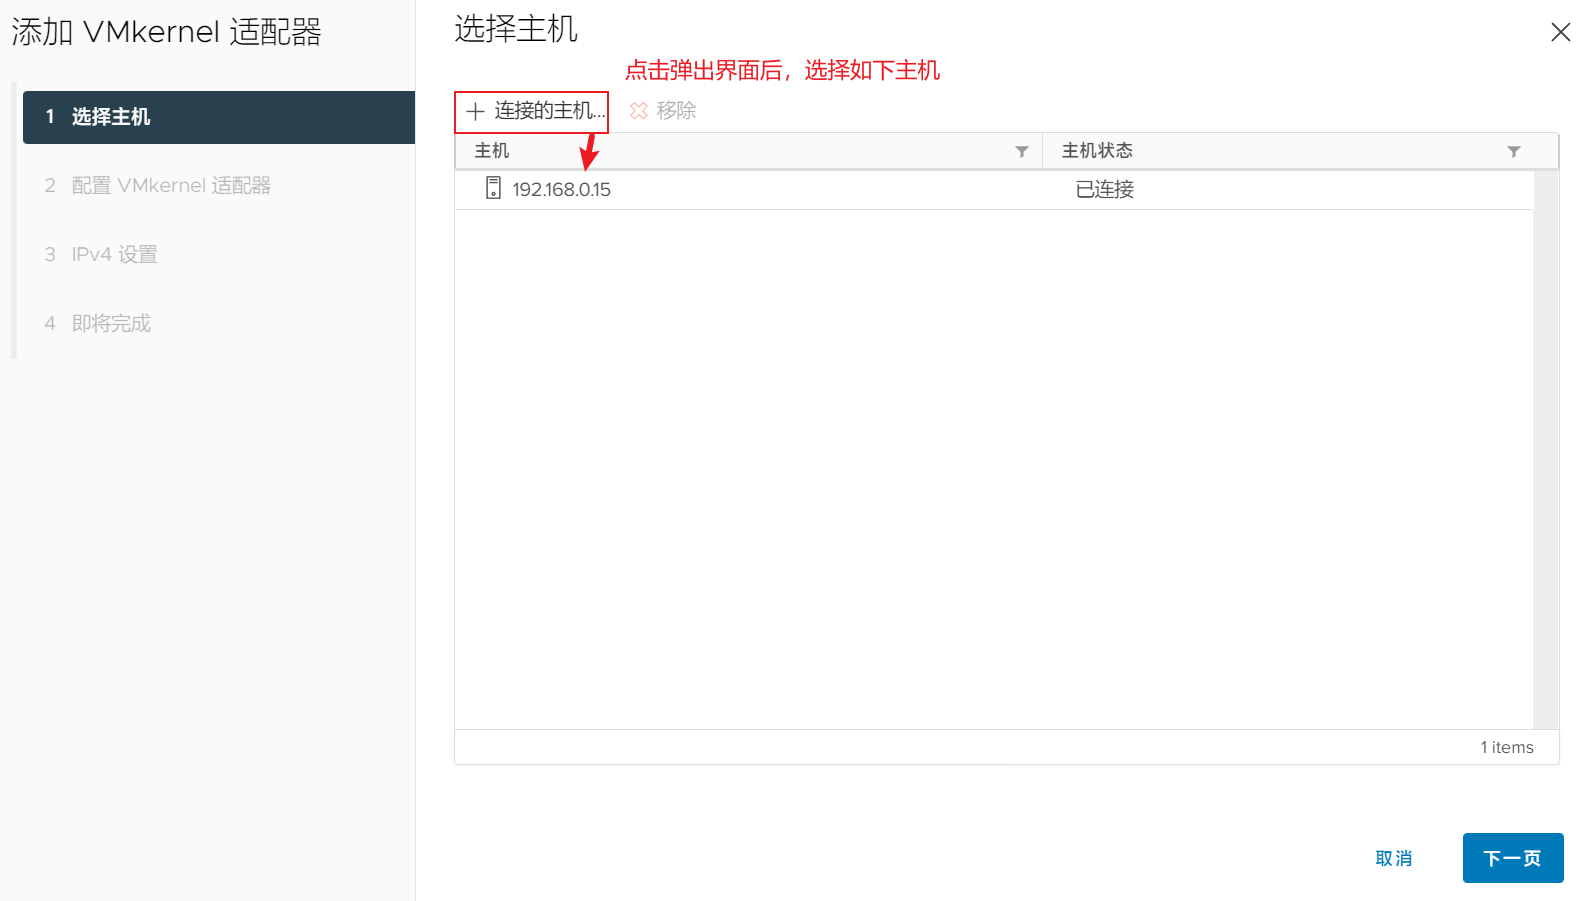 添加 VMkernel 适配器
1 选择主机
2 配置 VMkernel 适配器
3 IPv4 设置
4 即将完成
选择主机
点击弹出界面后，选择如下主机
连接的主机... 移除
主机 主机状态
192.168.0.15 已连接
1 items
取消 下一页